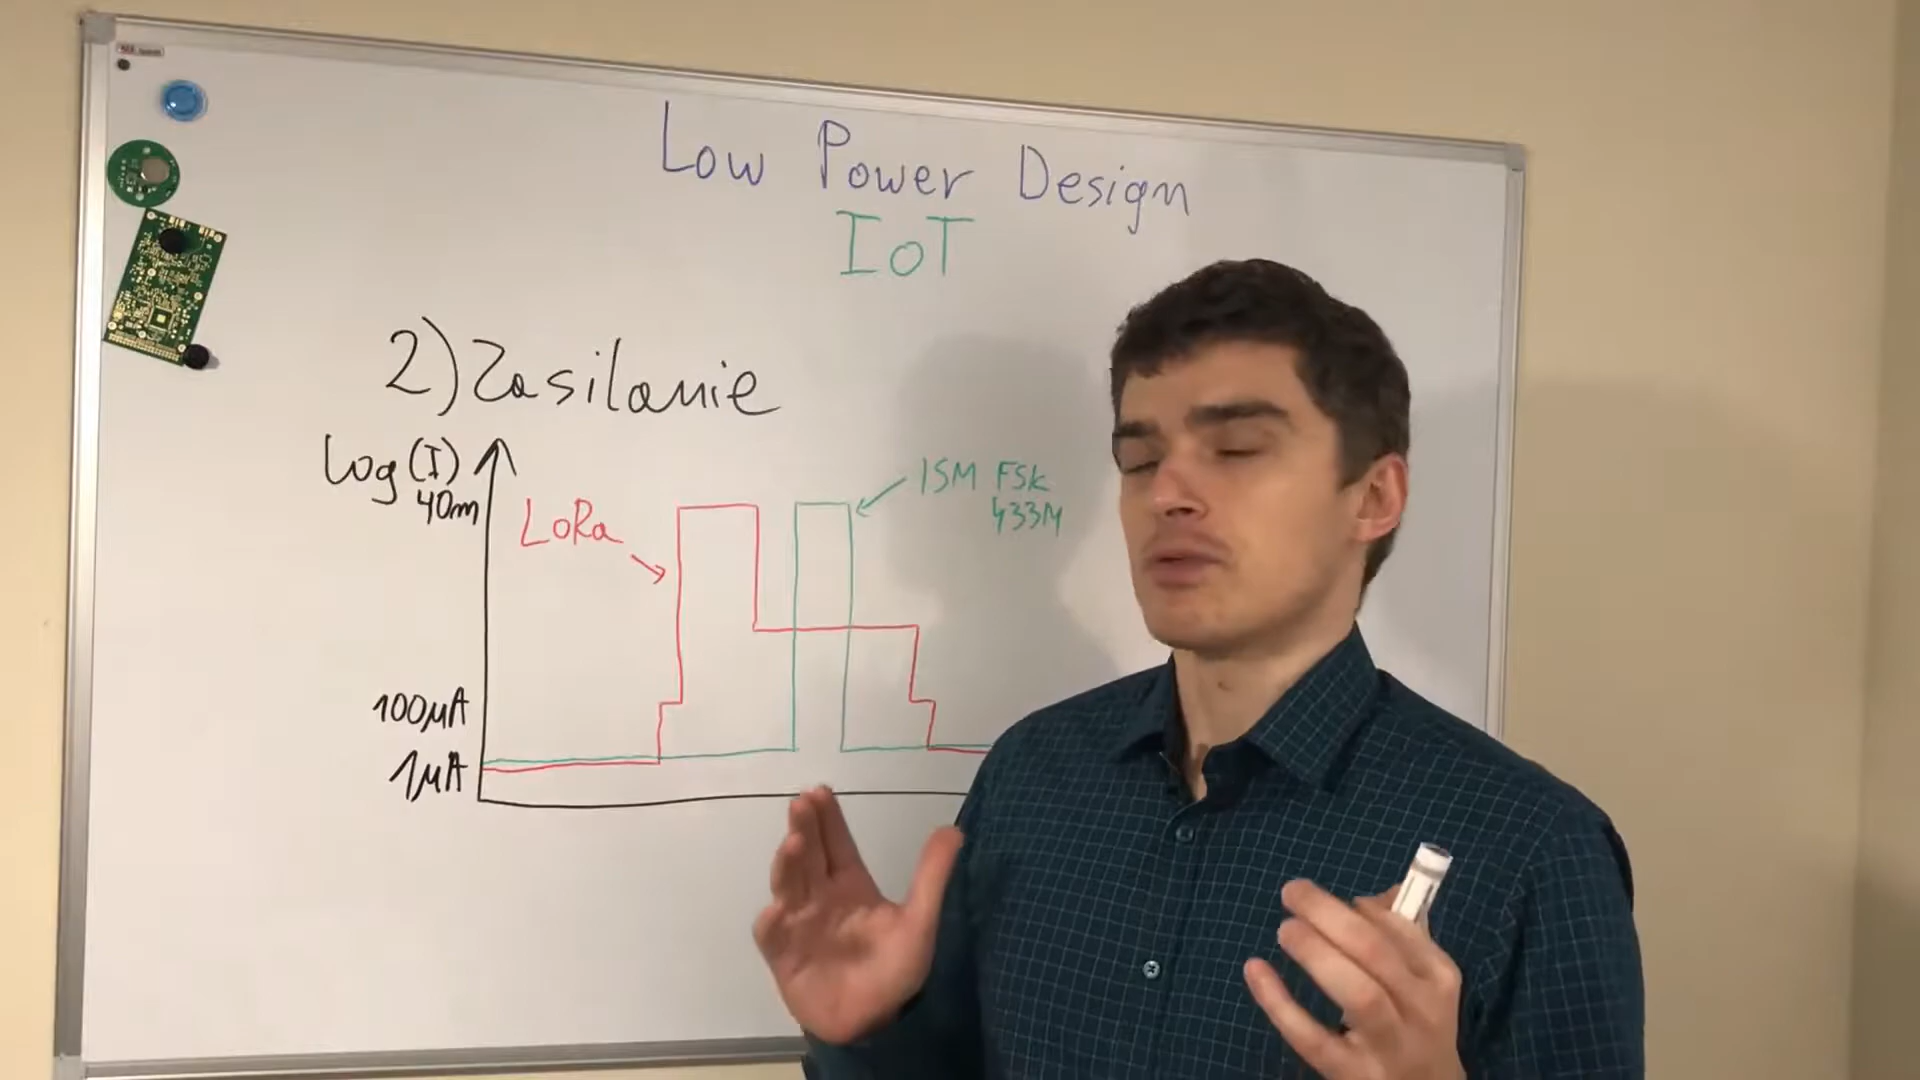 Low Power Design
IoT
2) Zasilanie
log (I)
40m
LoRa
ISM FSK
433M
100µA
1µA